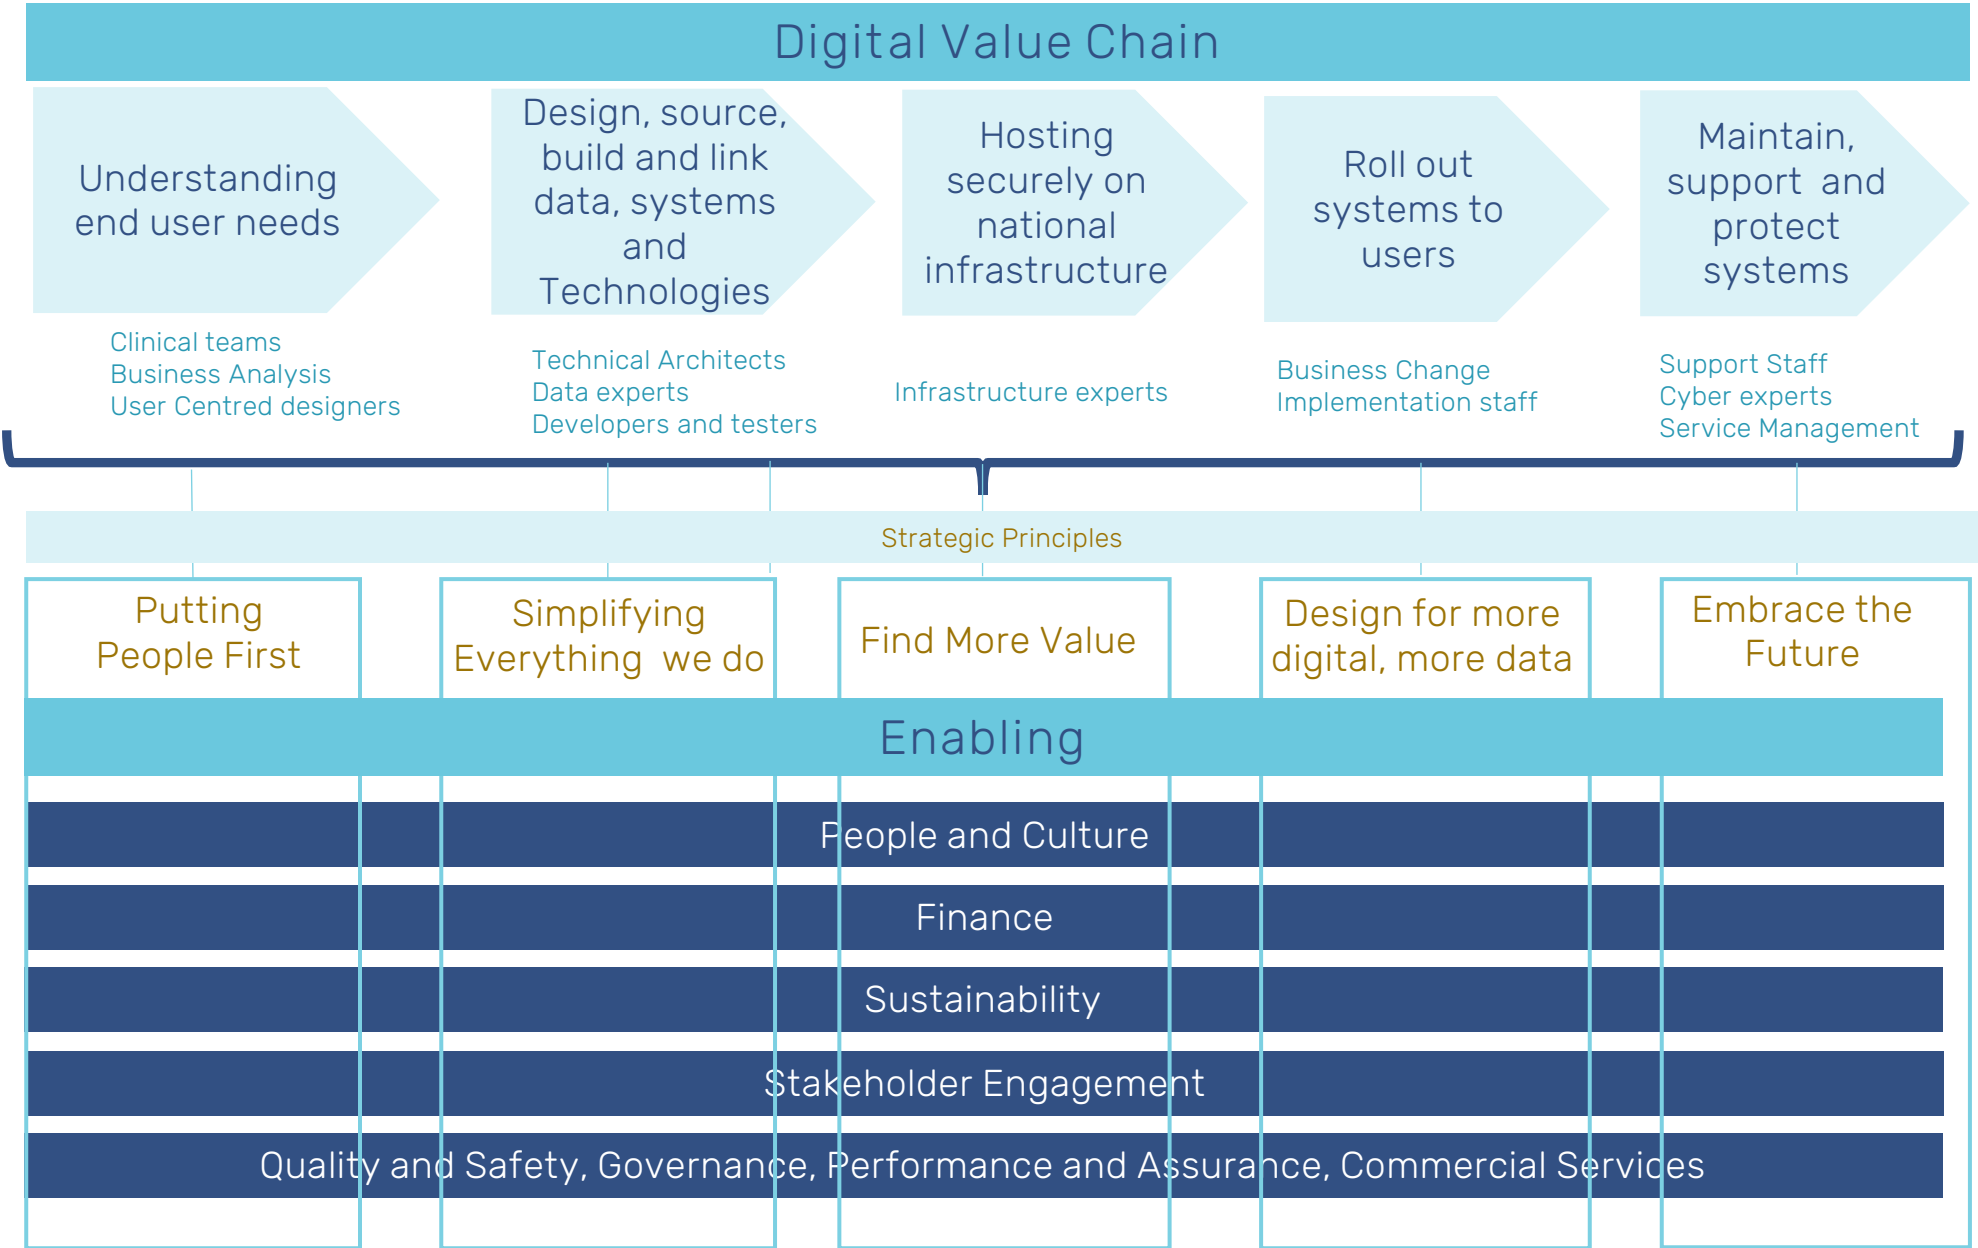 Digital Value Chain
Understanding
end user needs
Design, source,
build and link
data, systems
and
Technologies
Hosting
securely on
national
infrastructure
Roll out
systems to
users
Maintain,
support and
protect
systems
Clinical teams
Business Analysis
User Centred designers
Technical Architects
Data experts
Developers and testers
Infrastructure experts
Business Change
Implementation staff
Support Staff
Cyber experts
Service Management
Strategic Principles
Putting
People First
Simplifying
Everything we do
Find More Value
Design for more
digital, more data
Embrace the
Future
Enabling
People and Culture
Finance
Sustainability
Stakeholder Engagement
Quality and Safety, Governance, Performance and Assurance, Commercial Services